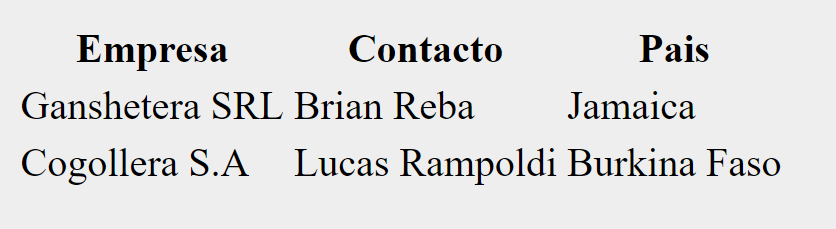 Empresa Contacto Pais
Ganshetera SRL Brian Reba Jamaica
Cogollera S.A Lucas Rampoldi Burkina Faso